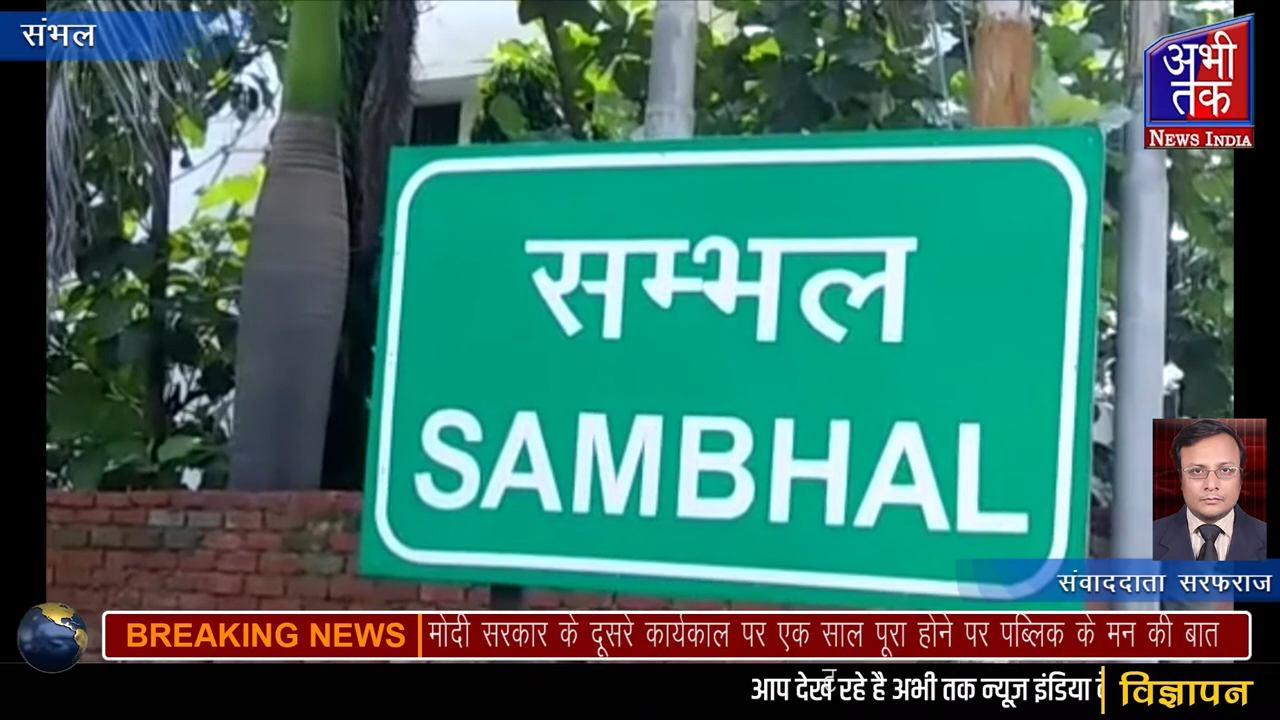 संभल
अभी
तक
NEWS INDIA
सम्भल
SAMBHAL
संवाददाता सरफराज
BREAKING NEWS मोदी सरकार के दूसरे कार्यकाल पर एक साल पूरा होने पर पब्लिक के मन की बात
आप देख रहे है अभी तक न्यूज़ इंडिया
विज्ञापन